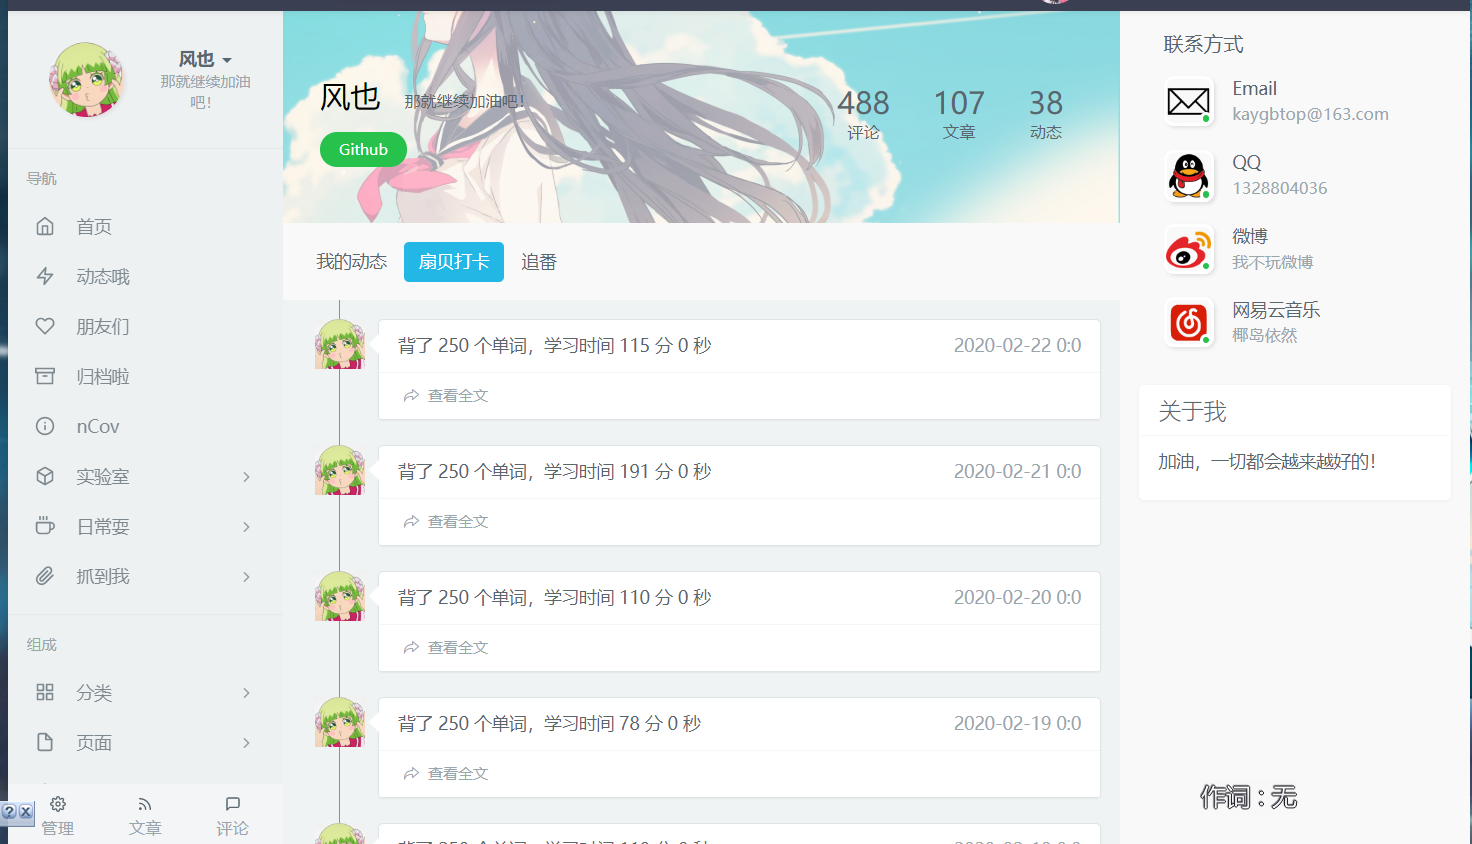 风也
那就继续加油
吧！
导航
首页
动态哦
朋友们
归档啦
nCov
实验室
日常耍
抓到我
组成
分类
页面
管理
文章
评论
风也 那就继续加油吧！
Github
488 107 38
评论 文章 动态
我的动态 扇贝打卡 追番
背了 250 个单词，学习时间 115 分 0 秒 2020-02-22 0:0
查看全文
背了 250 个单词，学习时间 191 分 0 秒 2020-02-21 0:0
查看全文
背了 250 个单词，学习时间 110 分 0 秒 2020-02-20 0:0
查看全文
背了 250 个单词，学习时间 78 分 0 秒 2020-02-19 0:0
查看全文
联系方式
Email
kaygbtop@163.com
QQ
1328804036
微博
我不玩微博
网易云音乐
椰岛依然
关于我
加油，一切都会越来越好的！
作词 : 无